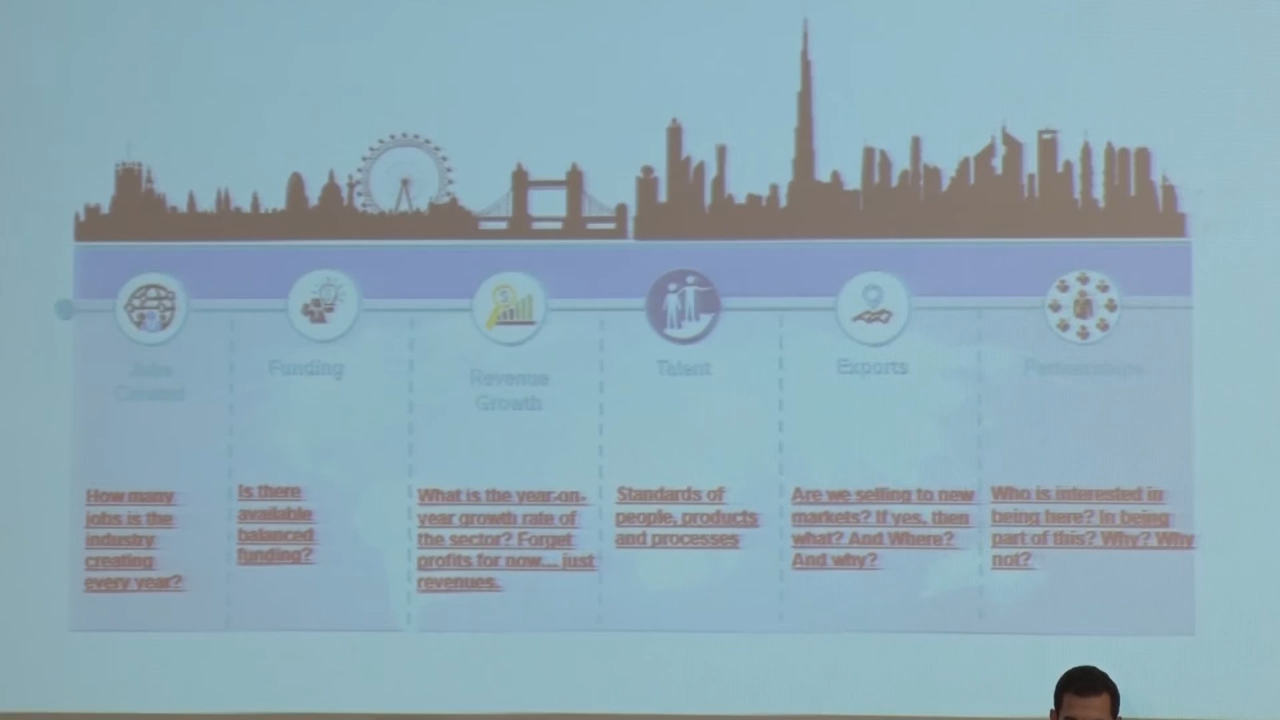 Jobs
Created
Funding
Revenue
Growth
Talent
Exports
Partnerships
How many
jobs is the
industry
creating
every year?
Is there
available
balanced
funding?
What is the year-on-
year growth rate of
the sector? Forget
profits for now... just
revenues.
Standards of
people, products
and processes
Are we selling to new
markets? If yes, then
what? And Where?
And why?
Who is interested in
being here? In being
part of this? Why? Why
not?